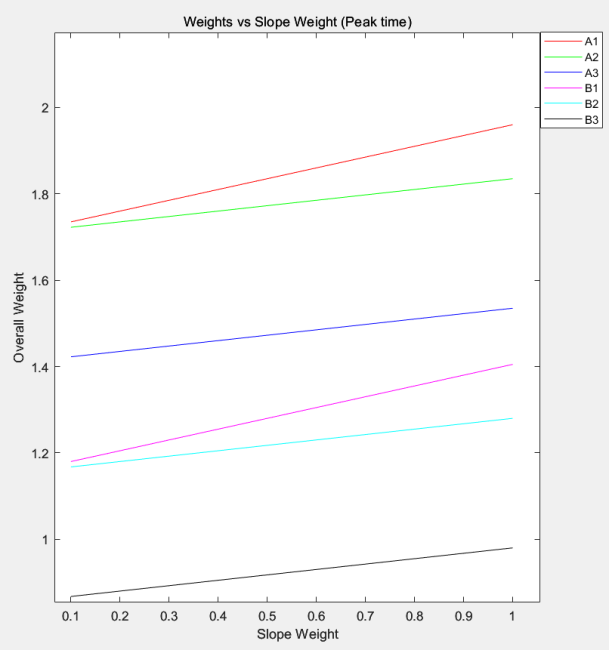 Weights vs Slope Weight (Peak time)
A1
A2
A3
B1
B2
B3
2
1.8
1.6
1.4
1.2
1
Overall Weight
0.1 0.2 0.3 0.4 0.5 0.6 0.7 0.8 0.9 1
Slope Weight